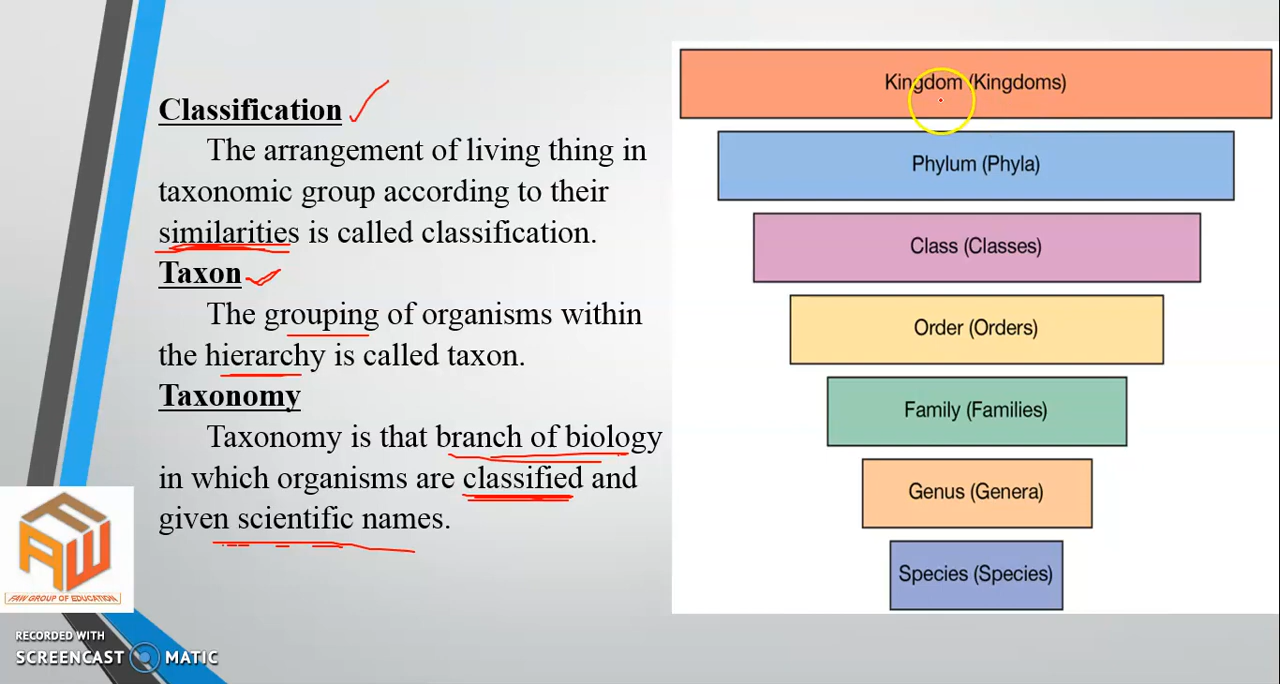 Classification
The arrangement of living thing in
taxonomic group according to their
similarities is called classification.
Taxon
The grouping of organisms within
the hierarchy is called taxon.
Taxonomy
Taxonomy is that branch of biology
in which organisms are classified and
given scientific names.
Kingdom (Kingdoms)
Phylum (Phyla)
Class (Classes)
Order (Orders)
Family (Families)
Genus (Genera)
Species (Species)
FAW
FAW GROUP OF EDUCATION
RECORDED WITH
SCREENCAST MATIC